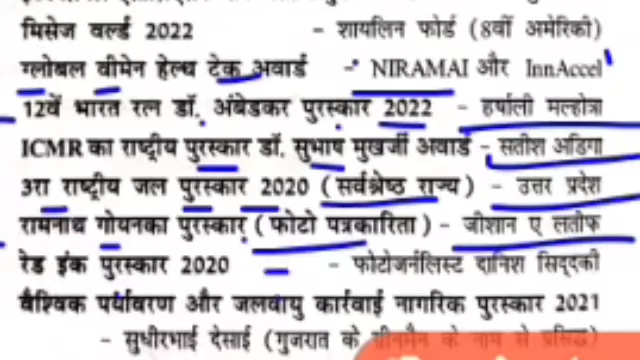 मिसेज वर्ल्ड 2022 - शायलिन फोर्ड (8वीं अमेरिकी)
ग्लोबल वीमेन हेल्थ टेक अवार्ड - NIRAMAI और InnAccel
12वें भारत रत्न डॉ. अंबेडकर पुरस्कार 2022 - हर्षाली मल्होत्रा
ICMR का राष्ट्रीय पुरस्कार डॉ. सुभाष मुखर्जी अवार्ड - सतीश अडिगा
3रा राष्ट्रीय जल पुरस्कार 2020 (सर्वश्रेष्ठ राज्य) - उत्तर प्रदेश
रामनाथ गोयनका पुरस्कार (फोटो पत्रकारिता) - जीशान ए लतीफ
रेड इंक पुरस्कार 2020 - फोटोजर्नलिस्ट दानिश सिद्दकी
वैश्विक पर्यावरण और जलवायु कार्रवाई नागरिक पुरस्कार 2021
- सुधीरभाई देसाई (गुजरात के ग्रीनमैन के नाम से प्रसिद्ध)